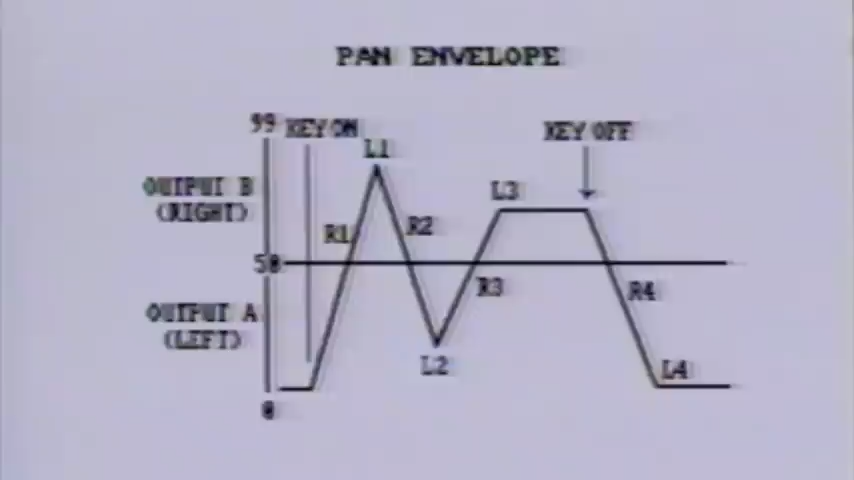 PAN ENVELOPE
99 KEY ON
KEY OFF
L1
OUTPUT B
(RIGHT)
L3
R1
R2
50
R3
R4
OUTPUT A
(LEFT)
L2
L4
0